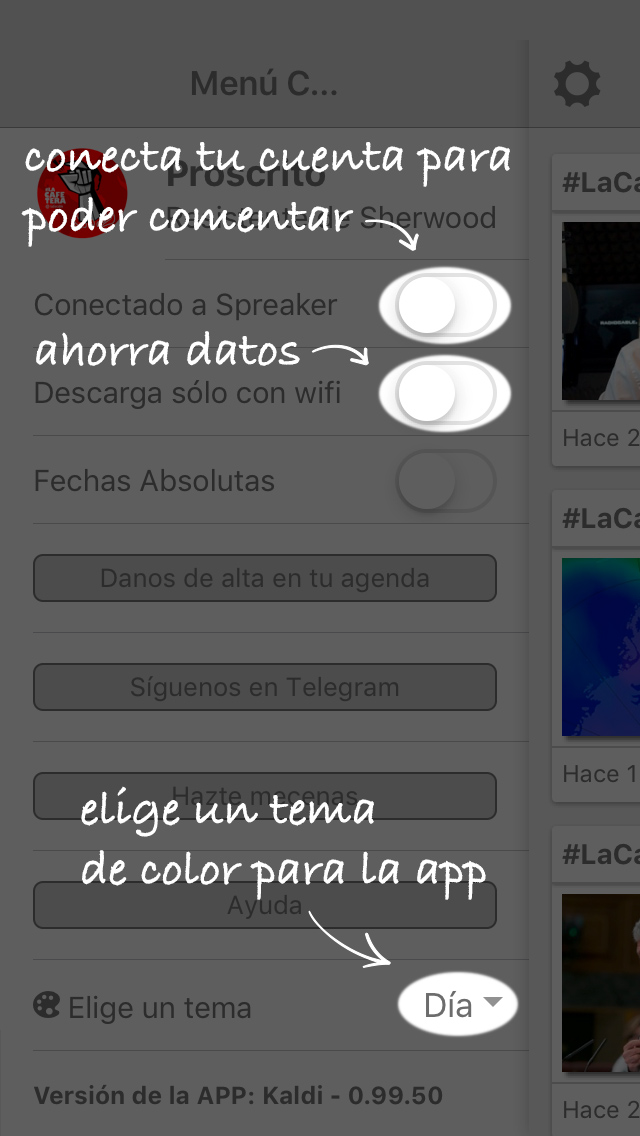 Menú C...
conecta tu cuenta para
Proscrito
poder comentar
Sherwood
LA
CAFE
TERA
Conectado a Spreaker
ahorra datos
Descarga sólo con wifi
Fechas Absolutas
Danos de alta en tu agenda
Síguenos en Telegram
Hazte mecenas
elige un tema
de color para la app
Ayuda
Elige un tema
Día
Versión de la APP: Kaldi - 0.99.50
#LaCa
Hace 2
#LaCa
Hace 1
#LaCa
Hace 2